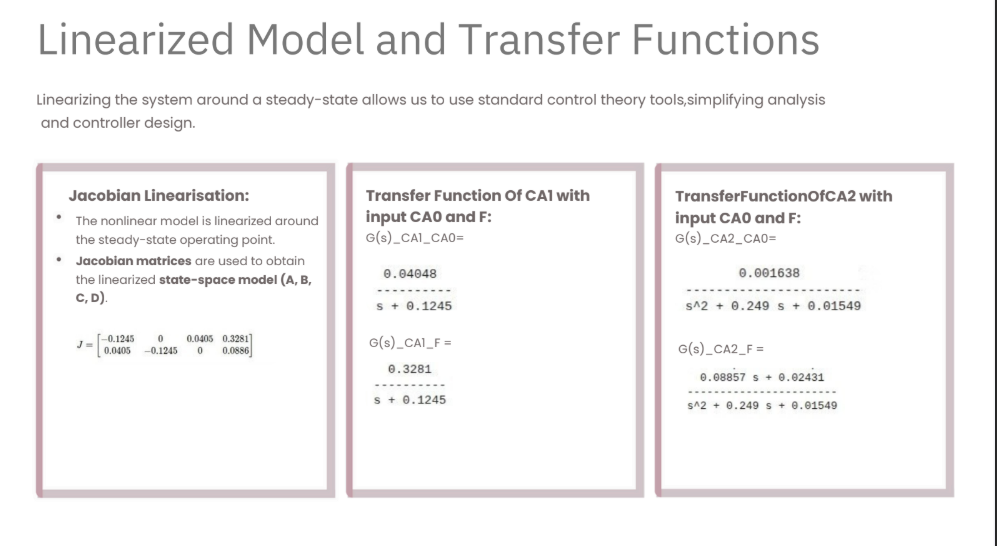 Linearized Model and Transfer Functions
Linearizing the system around a steady-state allows us to use standard control theory tools,simplifying analysis
and controller design.
Jacobian Linearisation:
• The nonlinear model is linearized around
the steady-state operating point.
• Jacobian matrices are used to obtain
the linearized state-space model (A, B,
C, D).
J = [−0.1245 0 0.0405 0.3281
0.0405 −0.1245 0 0.0886]
Transfer Function Of CA1 with
input CA0 and F:
G(s)_CA1_CA0=
0.04048
----------
s + 0.1245
G(s)_CA1_F =
0.3281
----------
s + 0.1245
TransferFunctionOfCA2 with
input CA0 and F:
G(s)_CA2_CA0=
0.001638
-----------------------
s^2 + 0.249 s + 0.01549
G(s)_CA2_F =
0.08857 s + 0.02431
-----------------------
s^2 + 0.249 s + 0.01549